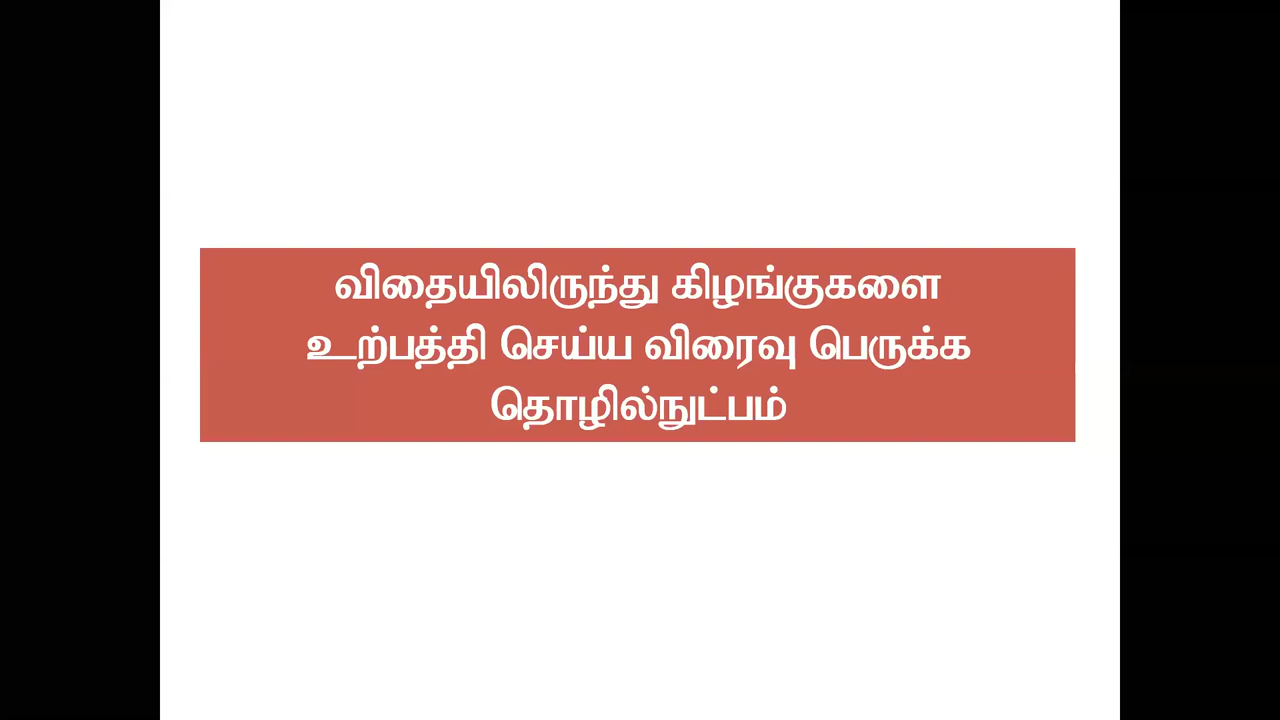 விதையிலிருந்து கிழங்குகளை
உற்பத்தி செய்ய விரைவு பெருக்க
தொழில்நுட்பம்